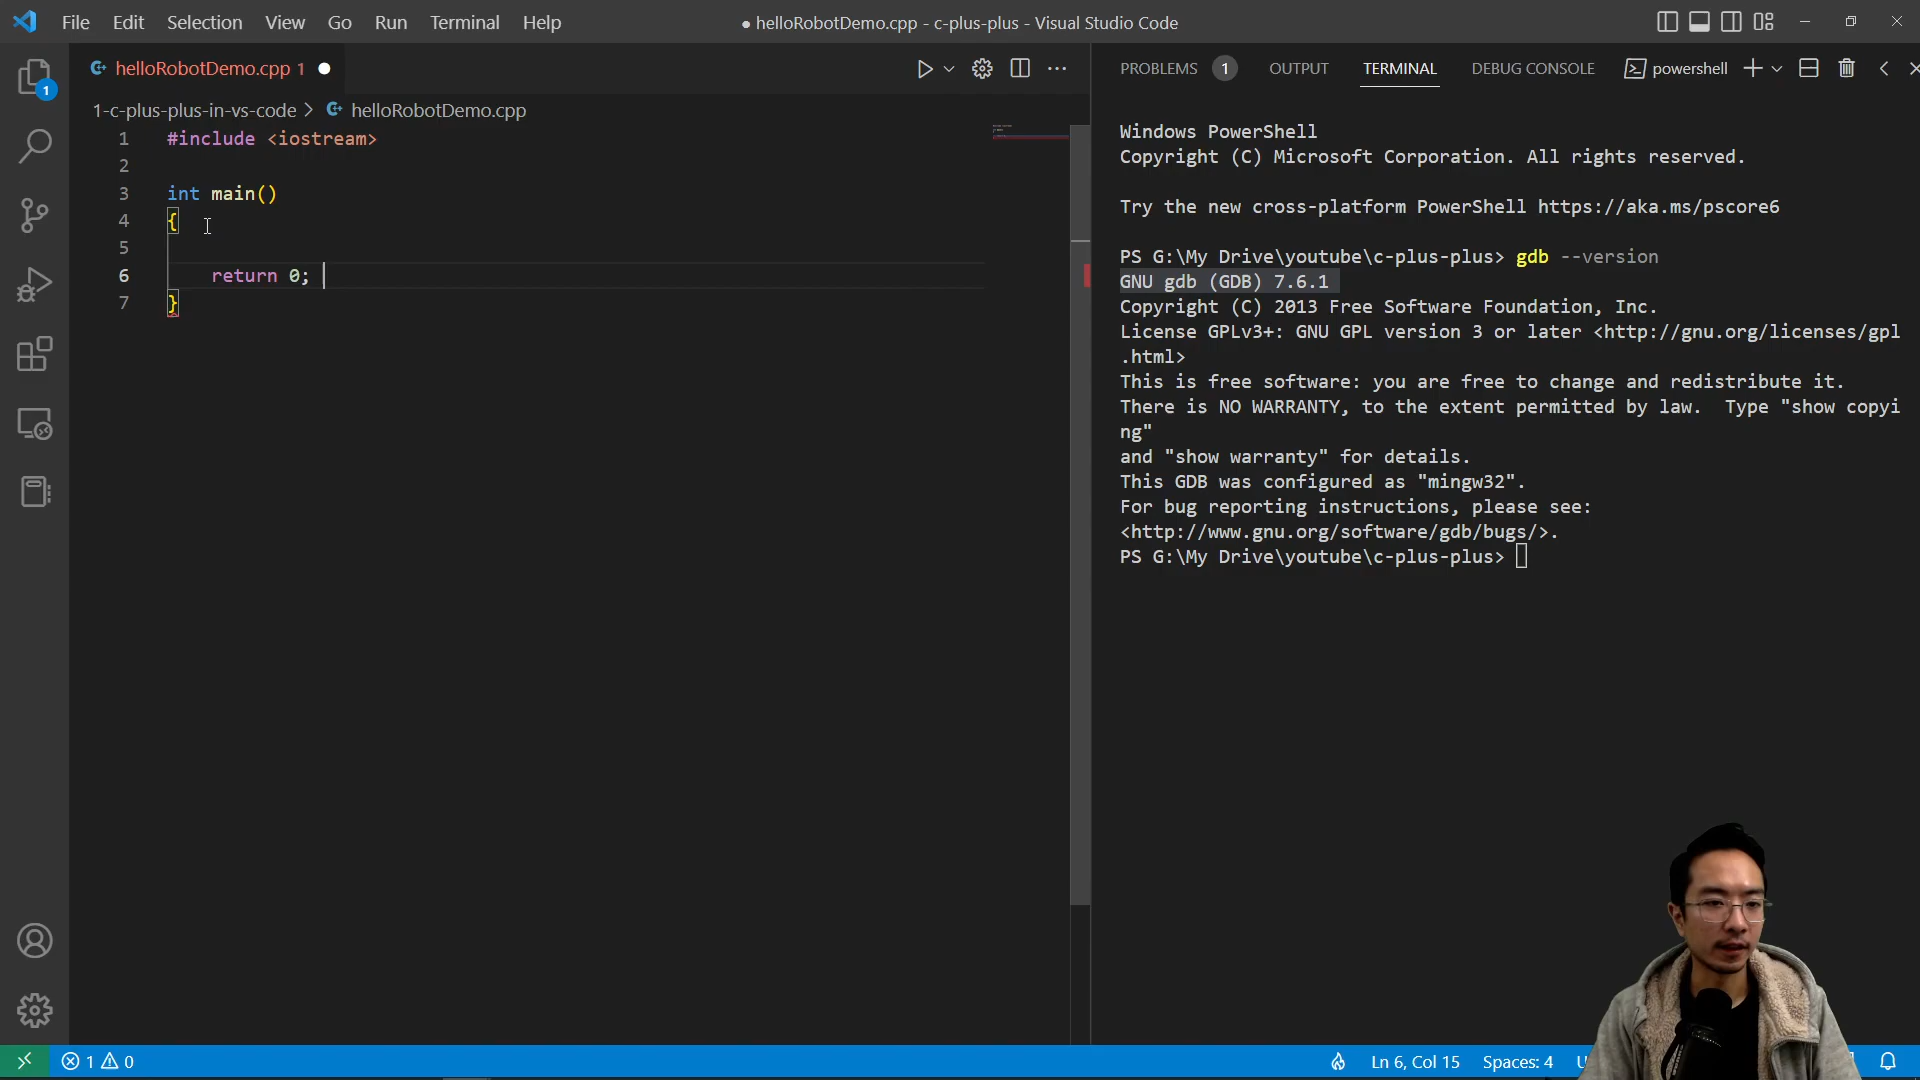 File Edit Selection View Go Run Terminal Help
● helloRobotDemo.cpp - c-plus-plus - Visual Studio Code
1
helloRobotDemo.cpp 1
1-c-plus-plus-in-vs-code > helloRobotDemo.cpp
1 #include <iostream>
2
3 int main()
4 {
5
6 return 0;
7 }
PROBLEMS 1 OUTPUT TERMINAL DEBUG CONSOLE powershell
Windows PowerShell
Copyright (C) Microsoft Corporation. All rights reserved.
Try the new cross-platform PowerShell https://aka.ms/pscore6
PS G:\My Drive\youtube\c-plus-plus> gdb --version
GNU gdb (GDB) 7.6.1
Copyright (C) 2013 Free Software Foundation, Inc.
License GPLv3+: GNU GPL version 3 or later <http://gnu.org/licenses/gpl
.html>
This is free software: you are free to change and redistribute it.
There is NO WARRANTY, to the extent permitted by law.  Type "show copyi
ng"
and "show warranty" for details.
This GDB was configured as "mingw32".
For bug reporting instructions, please see:
<http://www.gnu.org/software/gdb/bugs/>.
PS G:\My Drive\youtube\c-plus-plus>
1 0
Ln 6, Col 15 Spaces: 4